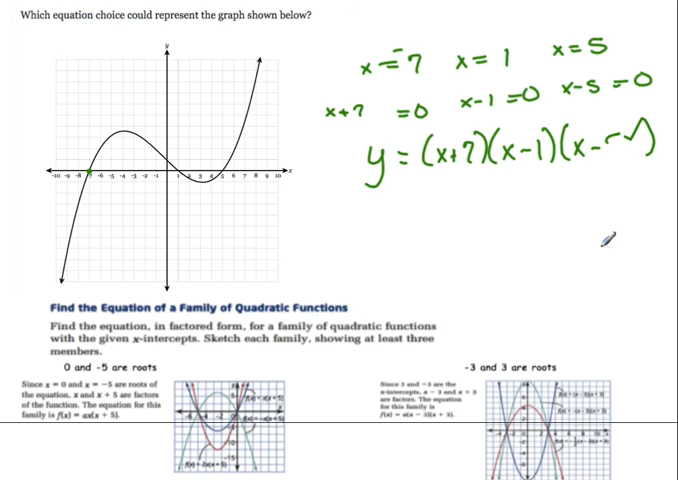 Which equation choice could represent the graph shown below?
y
x = -7 x = 1 x = 5
x + 7 = 0 x - 1 = 0 x - 5 = 0
y = (x+7)(x-1)(x-
-10 -9 -8 -6 -5 -4 -3 -2 -1 1 2 3 4 5 6 7 8 9 10 x
Find the Equation of a Family of Quadratic Functions
Find the equation, in factored form, for a family of quadratic functions
with the given x-intercepts. Sketch each family, showing at least three
members.
0 and -5 are roots
-3 and 3 are roots
Since x = 0 and x = -5 are roots of
the equation, x and x + 5 are factors
of the function. The equation for this
family is f(x) = ax(x + 5).
Since 3 and -3 are the
x-intercepts, x - 3 and x + 3
are factors. The equation
for this family is
f(x) = a(x - 3)(x + 3).